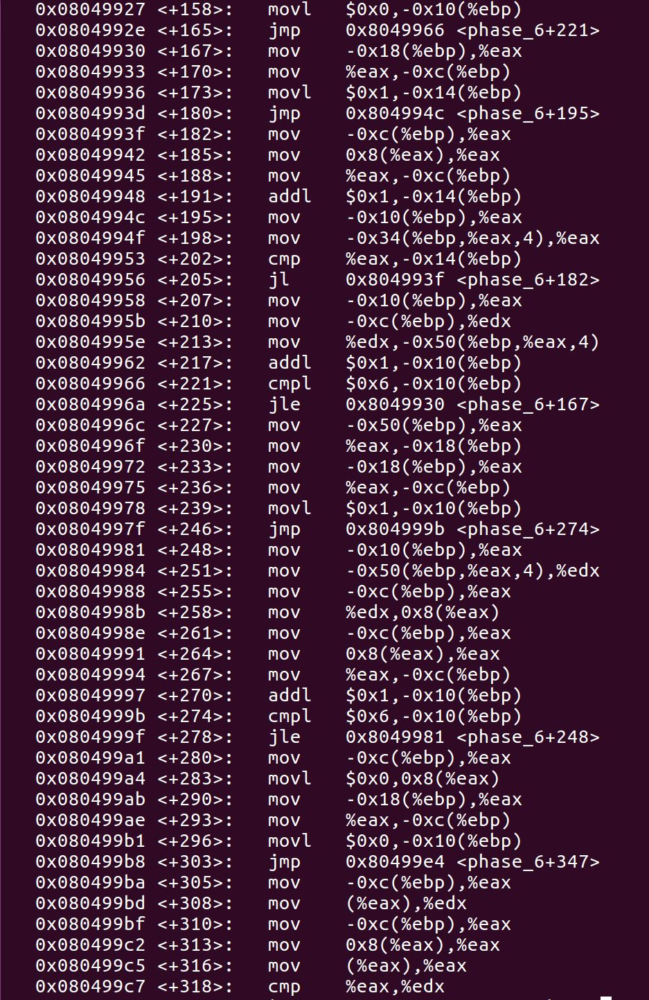 0x08049927 <+158>: movl $0x0,-0x10(%ebp)
0x0804992e <+165>: jmp 0x8049966 <phase_6+221>
0x08049930 <+167>: mov -0x18(%ebp),%eax
0x08049933 <+170>: mov %eax,-0xc(%ebp)
0x08049936 <+173>: movl $0x1,-0x14(%ebp)
0x0804993d <+180>: jmp 0x804994c <phase_6+195>
0x0804993f <+182>: mov -0xc(%ebp),%eax
0x08049942 <+185>: mov 0x8(%eax),%eax
0x08049945 <+188>: mov %eax,-0xc(%ebp)
0x08049948 <+191>: addl $0x1,-0x14(%ebp)
0x0804994c <+195>: mov -0x10(%ebp),%eax
0x0804994f <+198>: mov -0x34(%ebp,%eax,4),%eax
0x08049953 <+202>: cmp %eax,-0x14(%ebp)
0x08049956 <+205>: jl 0x804993f <phase_6+182>
0x08049958 <+207>: mov -0x10(%ebp),%eax
0x0804995b <+210>: mov -0xc(%ebp),%edx
0x0804995e <+213>: mov %edx,-0x50(%ebp,%eax,4)
0x08049962 <+217>: addl $0x1,-0x10(%ebp)
0x08049966 <+221>: cmpl $0x6,-0x10(%ebp)
0x0804996a <+225>: jle 0x8049930 <phase_6+167>
0x0804996c <+227>: mov -0x50(%ebp),%eax
0x0804996f <+230>: mov %eax,-0x18(%ebp)
0x08049972 <+233>: mov -0x18(%ebp),%eax
0x08049975 <+236>: mov %eax,-0xc(%ebp)
0x08049978 <+239>: movl $0x1,-0x10(%ebp)
0x0804997f <+246>: jmp 0x804999b <phase_6+274>
0x08049981 <+248>: mov -0x10(%ebp),%eax
0x08049984 <+251>: mov -0x50(%ebp,%eax,4),%edx
0x08049988 <+255>: mov -0xc(%ebp),%eax
0x0804998b <+258>: mov %edx,0x8(%eax)
0x0804998e <+261>: mov -0xc(%ebp),%eax
0x08049991 <+264>: mov 0x8(%eax),%eax
0x08049994 <+267>: mov %eax,-0xc(%ebp)
0x08049997 <+270>: addl $0x1,-0x10(%ebp)
0x0804999b <+274>: cmpl $0x6,-0x10(%ebp)
0x0804999f <+278>: jle 0x8049981 <phase_6+248>
0x080499a1 <+280>: mov -0xc(%ebp),%eax
0x080499a4 <+283>: movl $0x0,0x8(%eax)
0x080499ab <+290>: mov -0x18(%ebp),%eax
0x080499ae <+293>: mov %eax,-0xc(%ebp)
0x080499b1 <+296>: movl $0x0,-0x10(%ebp)
0x080499b8 <+303>: jmp 0x80499e4 <phase_6+347>
0x080499ba <+305>: mov -0xc(%ebp),%eax
0x080499bd <+308>: mov (%eax),%edx
0x080499bf <+310>: mov -0xc(%ebp),%eax
0x080499c2 <+313>: mov 0x8(%eax),%eax
0x080499c5 <+316>: mov (%eax),%eax
0x080499c7 <+318>: cmp %eax,%edx